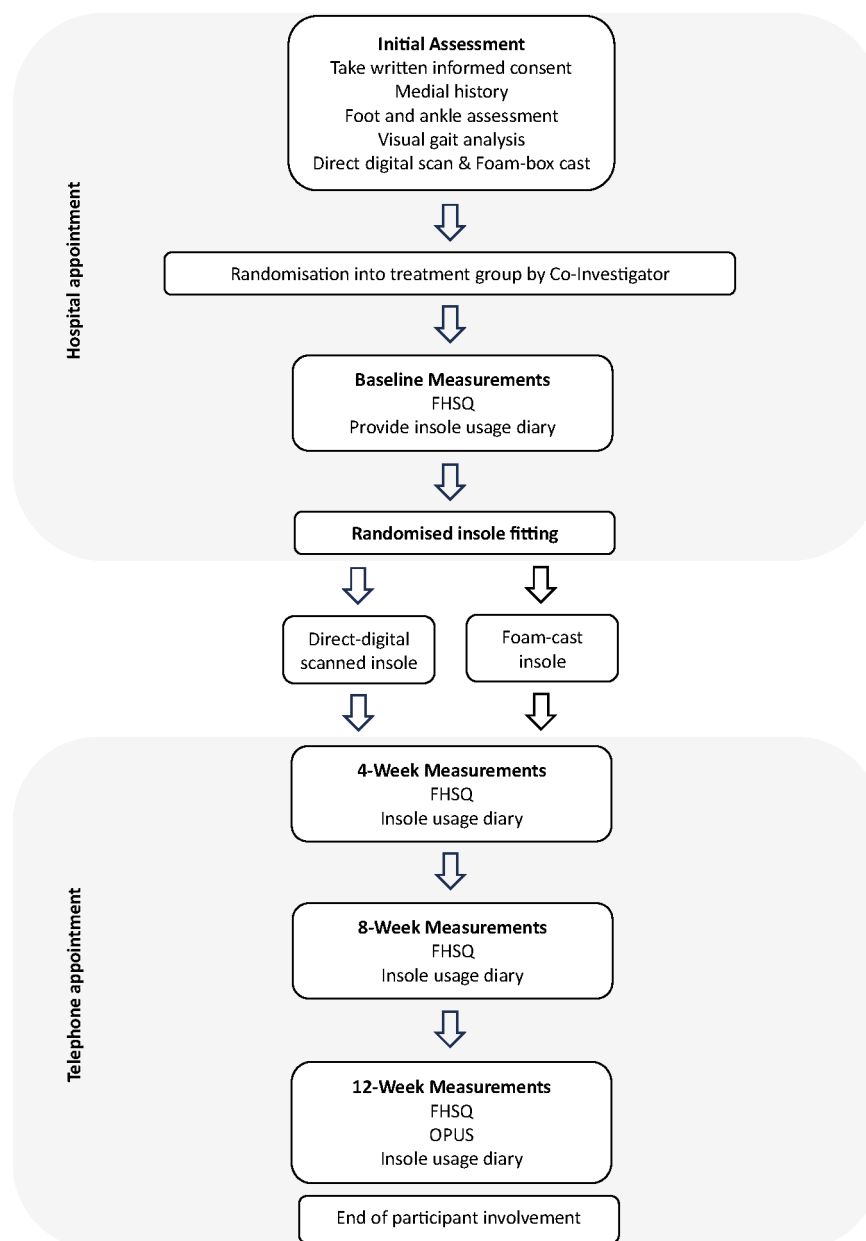 Hospital appointment
Initial Assessment
Take written informed consent
Medial history
Foot and ankle assessment
Visual gait analysis
Direct digital scan & Foam-box cast
Randomisation into treatment group by Co-Investigator
Baseline Measurements
FHSQ
Provide insole usage diary
Randomised insole fitting
Direct-digital
scanned insole
Foam-cast
insole
Telephone appointment
4-Week Measurements
FHSQ
Insole usage diary
8-Week Measurements
FHSQ
Insole usage diary
12-Week Measurements
FHSQ
OPUS
Insole usage diary
End of participant involvement